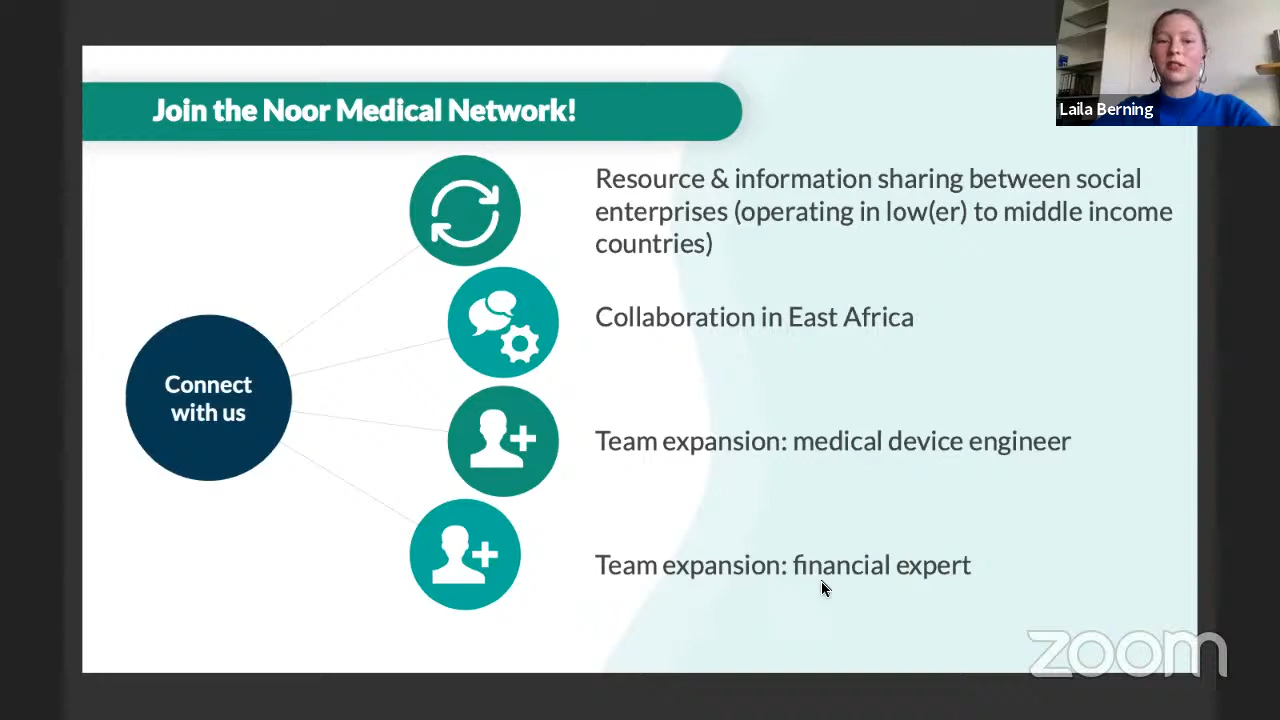 Join the Noor Medical Network!
Laila Berning
Resource & information sharing between social
enterprises (operating in low(er) to middle income
countries)
Collaboration in East Africa
Connect
with us
Team expansion: medical device engineer
Team expansion: financial expert
zoom